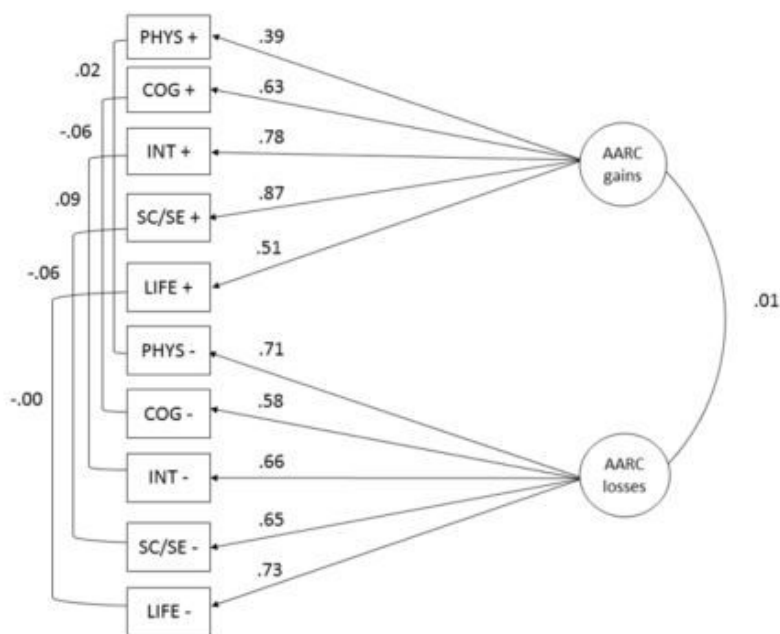 PHYS +
.39
.02
COG +
.63
-.06
INT +
.78
AARC
gains
.09
SC/SE +
.87
-.06
LIFE +
.51
.01
PHYS -
.71
-.00
COG -
.58
INT -
.66
AARC
losses
SC/SE -
.65
LIFE -
.73